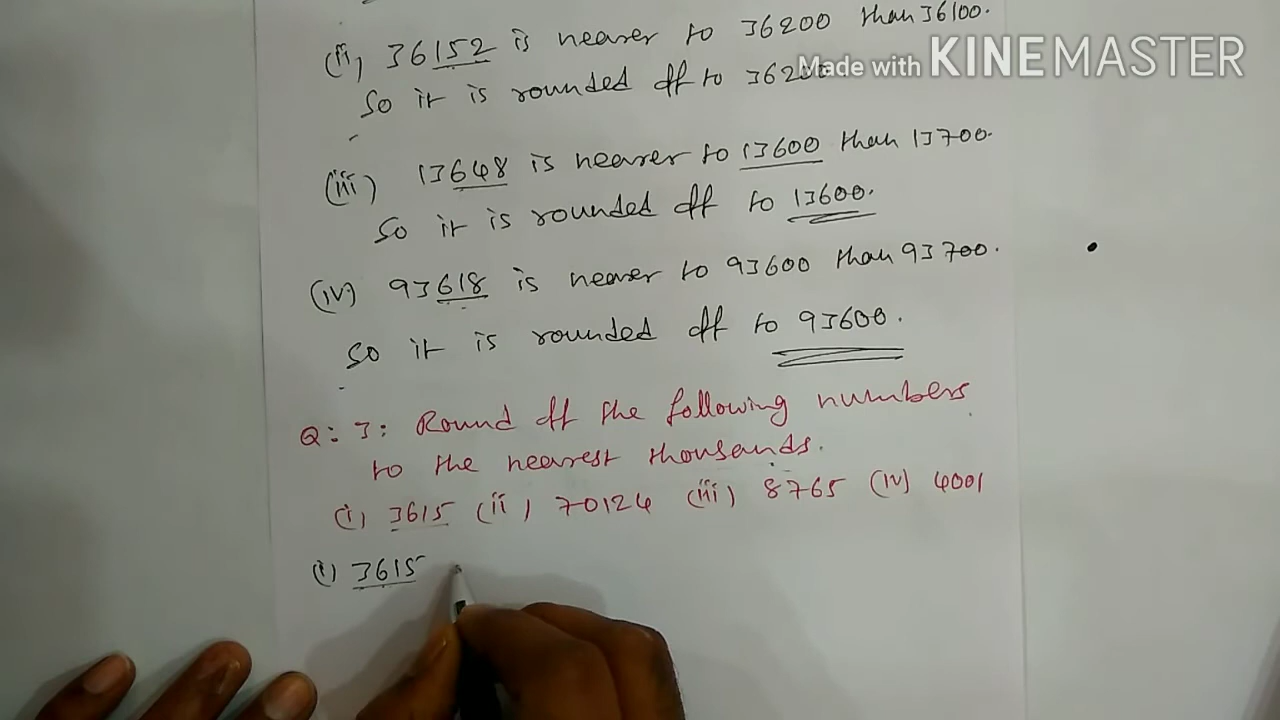 (ii) 36152 is nearer to 36200 than 36100.
Made with KINEMASTER
So it is rounded off to 36200
(iii) 13648 is nearer to 13600 than 13700.
So it is rounded off to 13600.
(iv) 93618 is nearer to 93600 than 93700.
So it is rounded off to 93600.
Q: 3: Round off the following numbers
to the nearest thousands.
(i) 3615 (ii) 70124 (iii) 8765 (iv) 4001
(i) 3615